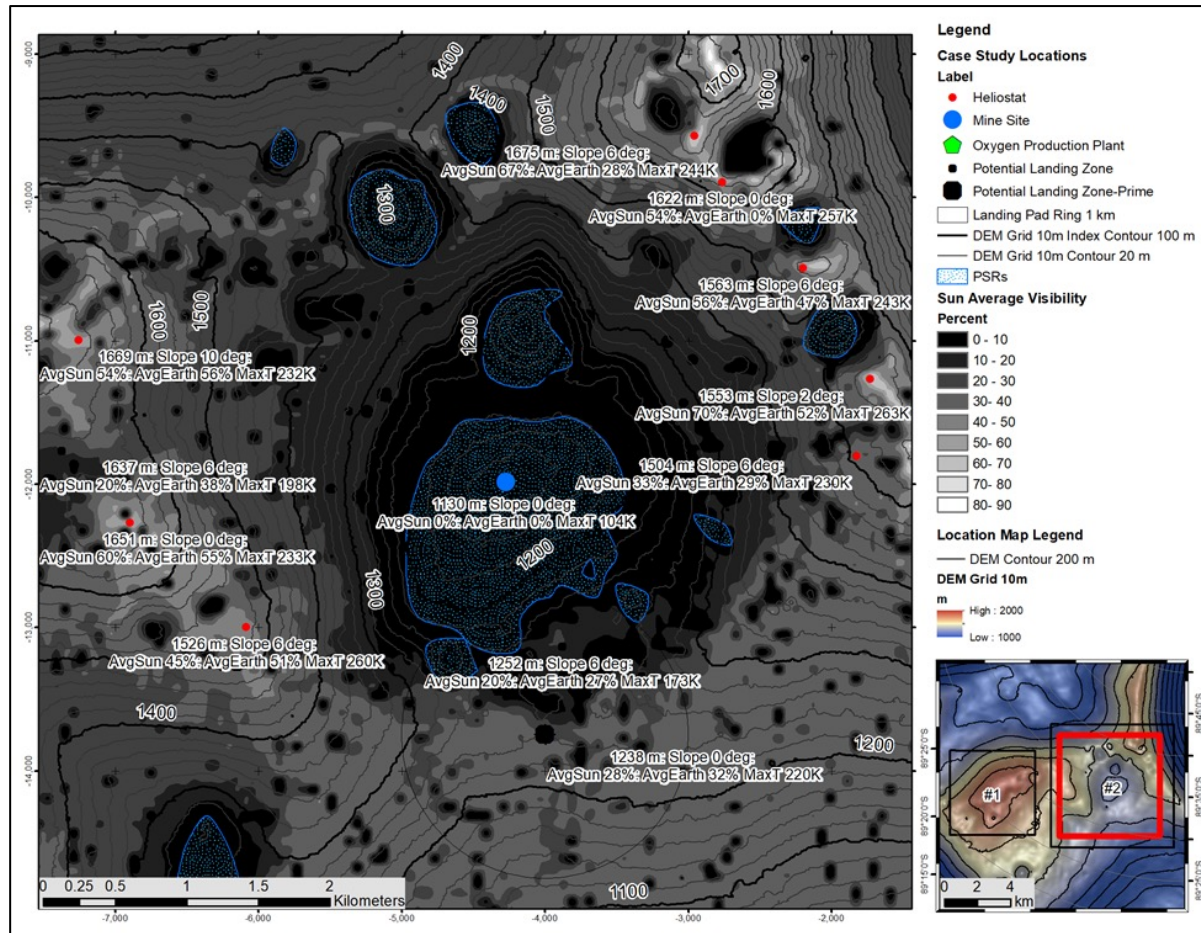 -9,000
-10,000
-11,000
-12,000
-13,000
-14,000
-7,000
-6,000
-5,000
-4,000
-3,000
-2,000
1400
1400
1500
1700
1600
1300
1675 m: Slope 6 deg:
AvgSun 67%: AvgEarth 28% MaxT 244K
1622 m: Slope 0 deg:
AvgSun 54%: AvgEarth 0% MaxT 257K
1563 m: Slope 6 deg:
AvgSun 56%: AvgEarth 47% MaxT 243K
1600
1500
1200
1669 m: Slope 10 deg:
AvgSun 54%: AvgEarth 56% MaxT 232K
1553 m: Slope 2 deg:
AvgSun 70%: AvgEarth 52% MaxT 263K
1637 m: Slope 6 deg:
AvgSun 20%: AvgEarth 38% MaxT 198K
1504 m: Slope 6 deg:
AvgSun 33%: AvgEarth 29% MaxT 230K
1130 m: Slope 0 deg:
AvgSun 0%: AvgEarth 0% MaxT 104K
1651 m: Slope 0 deg:
AvgSun 60%: AvgEarth 55% MaxT 233K
1200
1300
1526 m: Slope 6 deg:
AvgSun 45%: AvgEarth 51% MaxT 260K
1252 m: Slope 6 deg:
AvgSun 20%: AvgEarth 27% MaxT 173K
1400
1200
1238 m: Slope 0 deg:
AvgSun 28%: AvgEarth 32% MaxT 220K
1100
0 0.25 0.5 1 1.5 2
Kilometers
Legend
Case Study Locations
Label
Heliostat
Mine Site
Oxygen Production Plant
Potential Landing Zone
Potential Landing Zone-Prime
Landing Pad Ring 1 km
DEM Grid 10m Index Contour 100 m
DEM Grid 10m Contour 20 m
PSRs
Sun Average Visibility
Percent
0 - 10
10 - 20
20 - 30
30 - 40
40 - 50
50- 60
60- 70
70 - 80
80 - 90
Location Map Legend
DEM Contour 200 m
DEM Grid 10m
m
High : 2000
Low : 1000
#1
#2
89°25'0"S
89°20'0"S
89°15'0"S
0 2 4
km